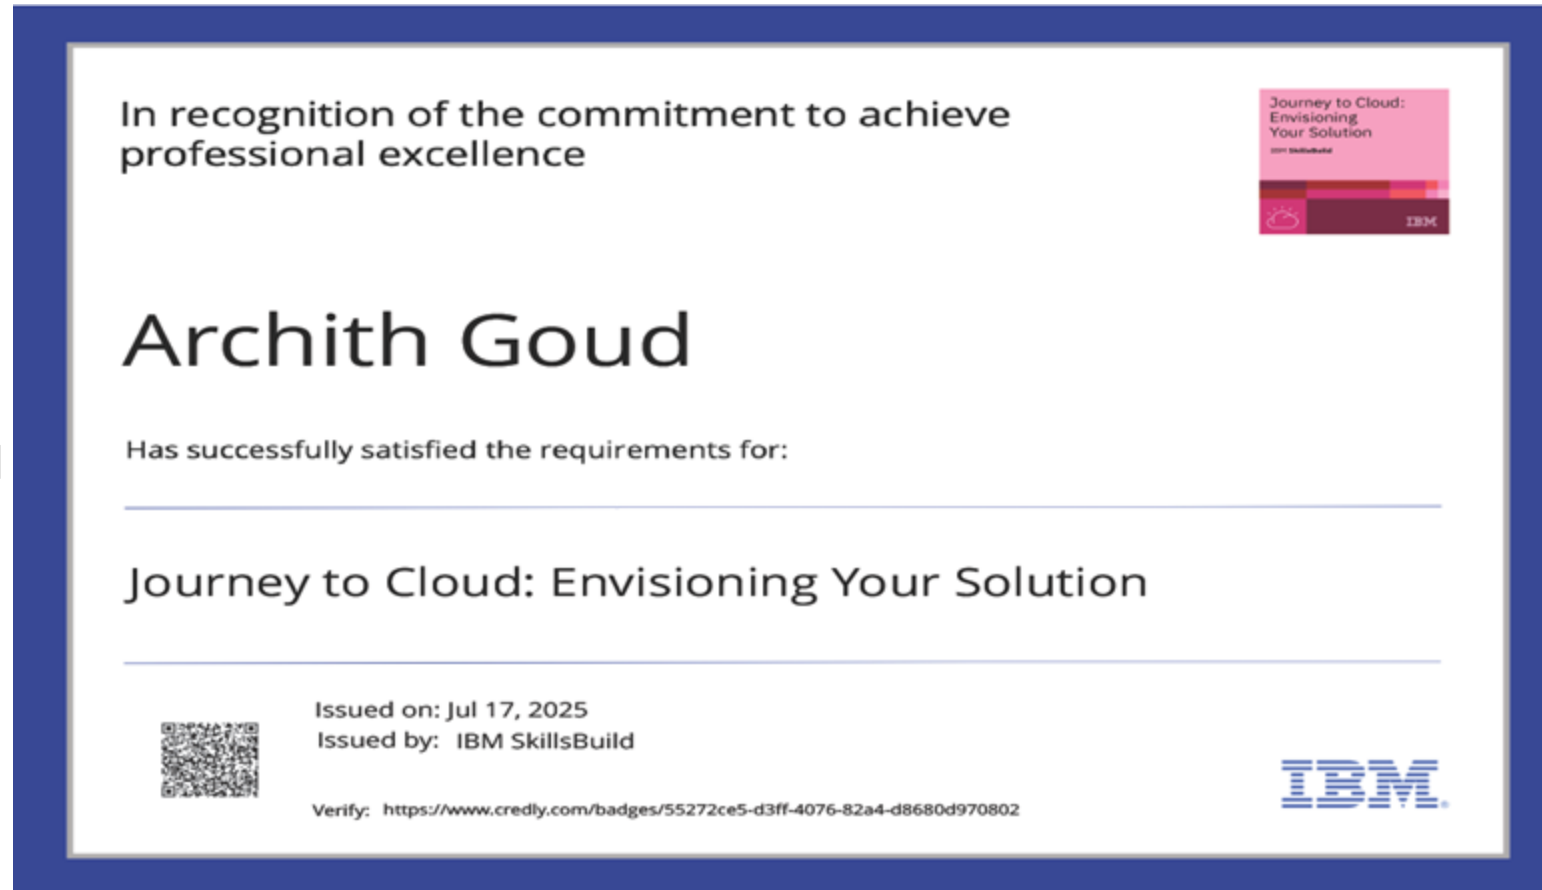 In recognition of the commitment to achieve
professional excellence
Journey to Cloud:
Envisioning
Your Solution
IBM SkillsBuild
IBM
Archith Goud
Has successfully satisfied the requirements for:
Journey to Cloud: Envisioning Your Solution
Issued on: Jul 17, 2025
Issued by: IBM SkillsBuild
Verify: https://www.credly.com/badges/55272ce5-d3ff-4076-82a4-d8680d970802
IBM®